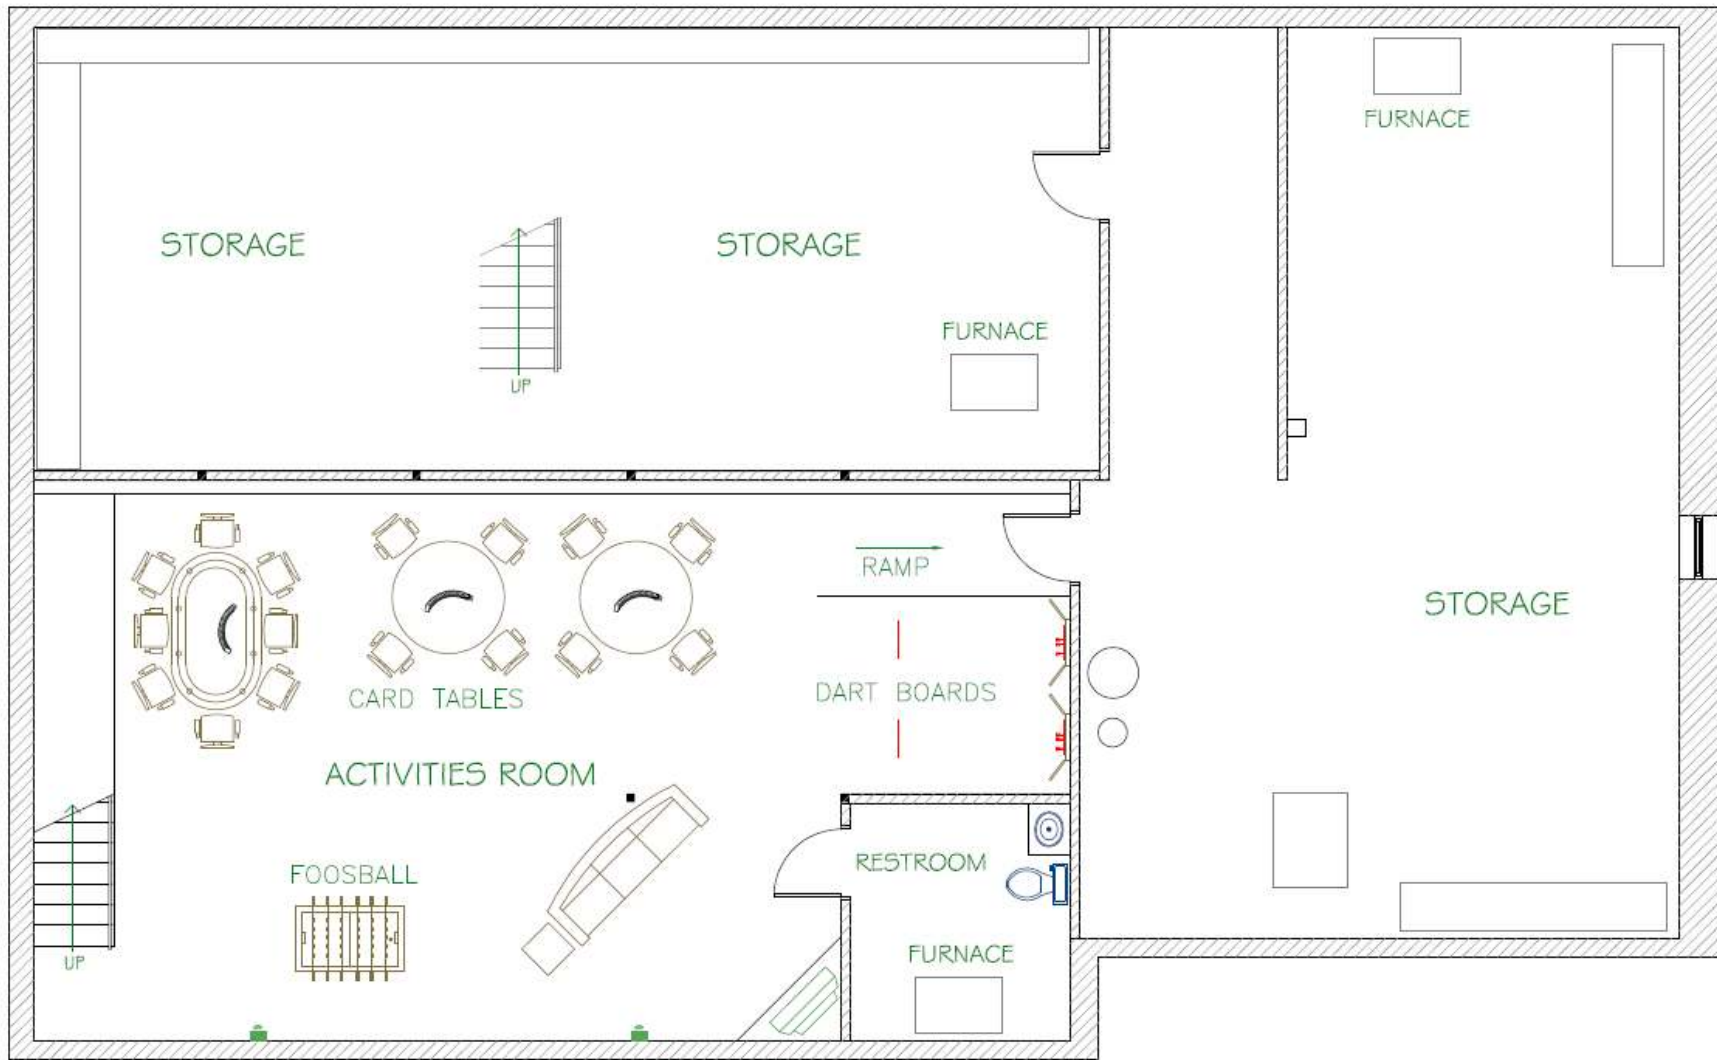 FURNACE
STORAGE
STORAGE
FURNACE
UP
RAMP
STORAGE
CARD TABLES
DART BOARDS
ACTIVITIES ROOM
RESTROOM
FOOSBALL
FURNACE
UP